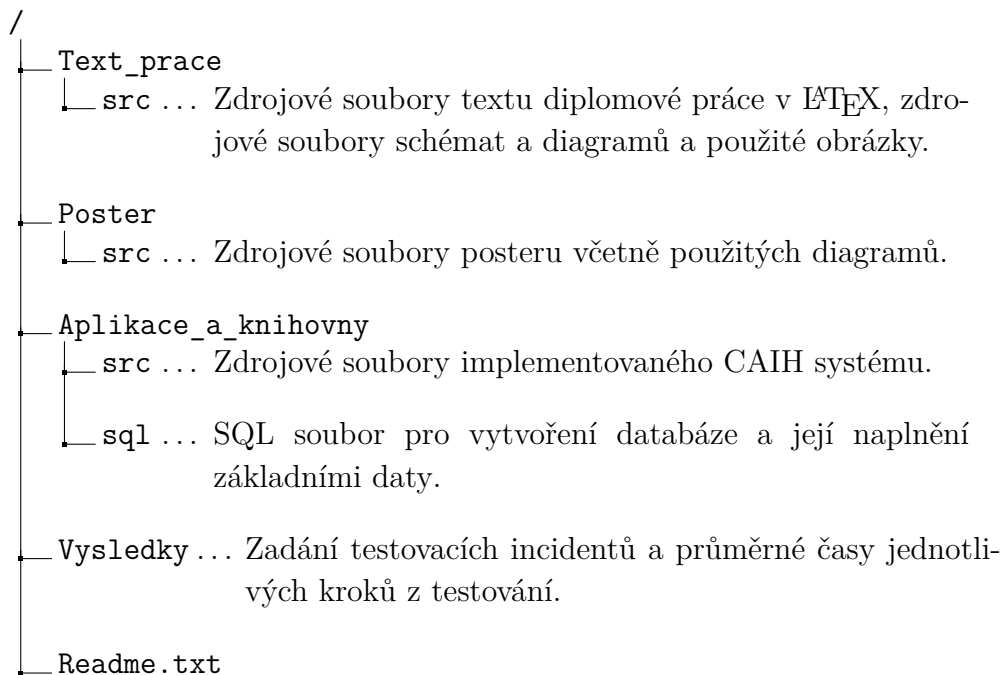 /
Text_prace
src ... Zdrojové soubory textu diplomové práce v LATEX, zdro-
jové soubory schémat a diagramů a použité obrázky.
Poster
src ... Zdrojové soubory posteru včetně použitých diagramů.
Aplikace_a_knihovny
src ... Zdrojové soubory implementovaného CAIH systému.
sql ... SQL soubor pro vytvoření databáze a její naplnění
základními daty.
Vysledky ... Zadání testovacích incidentů a průměrné časy jednotli-
vých kroků z testování.
Readme.txt